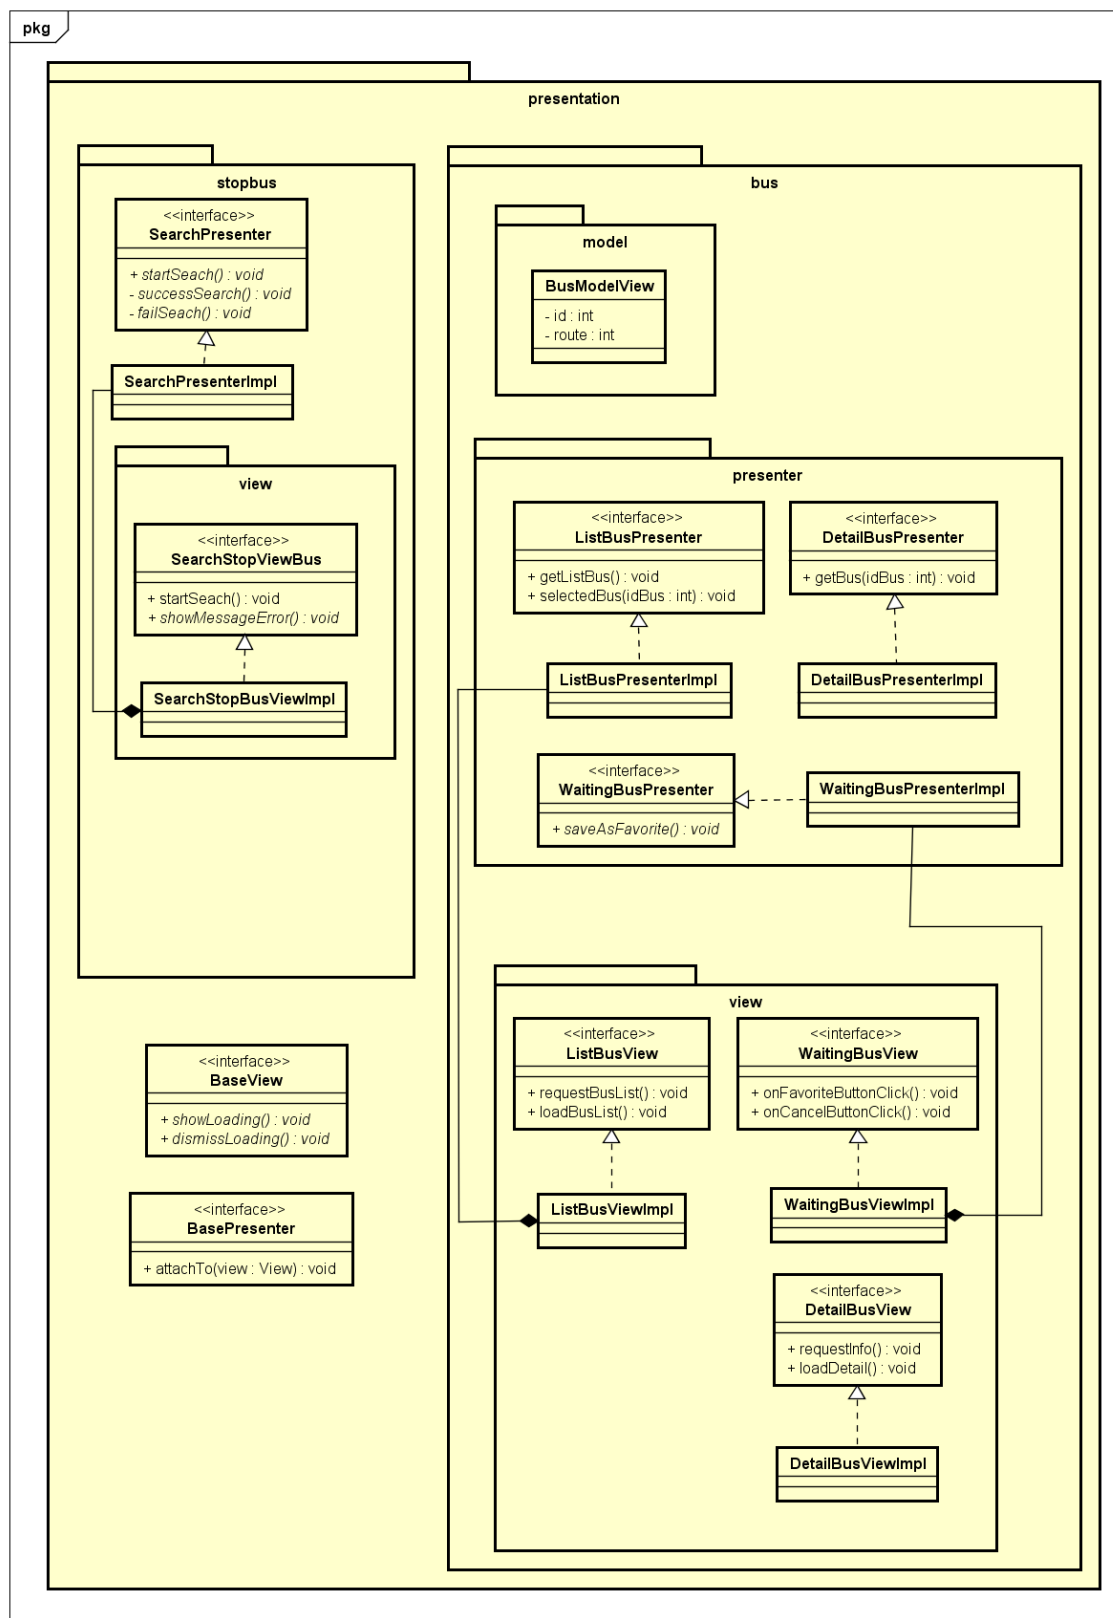 pkg
presentation
stopbus
<<interface>>
SearchPresenter
+ startSeach() : void
- successSearch() : void
- failSeach() : void
SearchPresenterImpl
view
<<interface>>
SearchStopViewBus
+ startSeach() : void
+ showMessageError() : void
SearchStopBusViewImpl
<<interface>>
BaseView
+ showLoading() : void
+ dismissLoading() : void
<<interface>>
BasePresenter
+ attachTo(view : View) : void
bus
model
BusModelView
- id : int
- route : int
presenter
<<interface>>
ListBusPresenter
+ getListBus() : void
+ selectedBus(idBus : int) : void
ListBusPresenterImpl
<<interface>>
DetailBusPresenter
+ getBus(idBus : int) : void
DetailBusPresenterImpl
<<interface>>
WaitingBusPresenter
+ saveAsFavorite() : void
WaitingBusPresenterImpl
view
<<interface>>
ListBusView
+ requestBusList() : void
+ loadBusList() : void
ListBusViewImpl
<<interface>>
WaitingBusView
+ onFavoriteButtonClick() : void
+ onCancelButtonClick() : void
WaitingBusViewImpl
<<interface>>
DetailBusView
+ requestInfo() : void
+ loadDetail() : void
DetailBusViewImpl